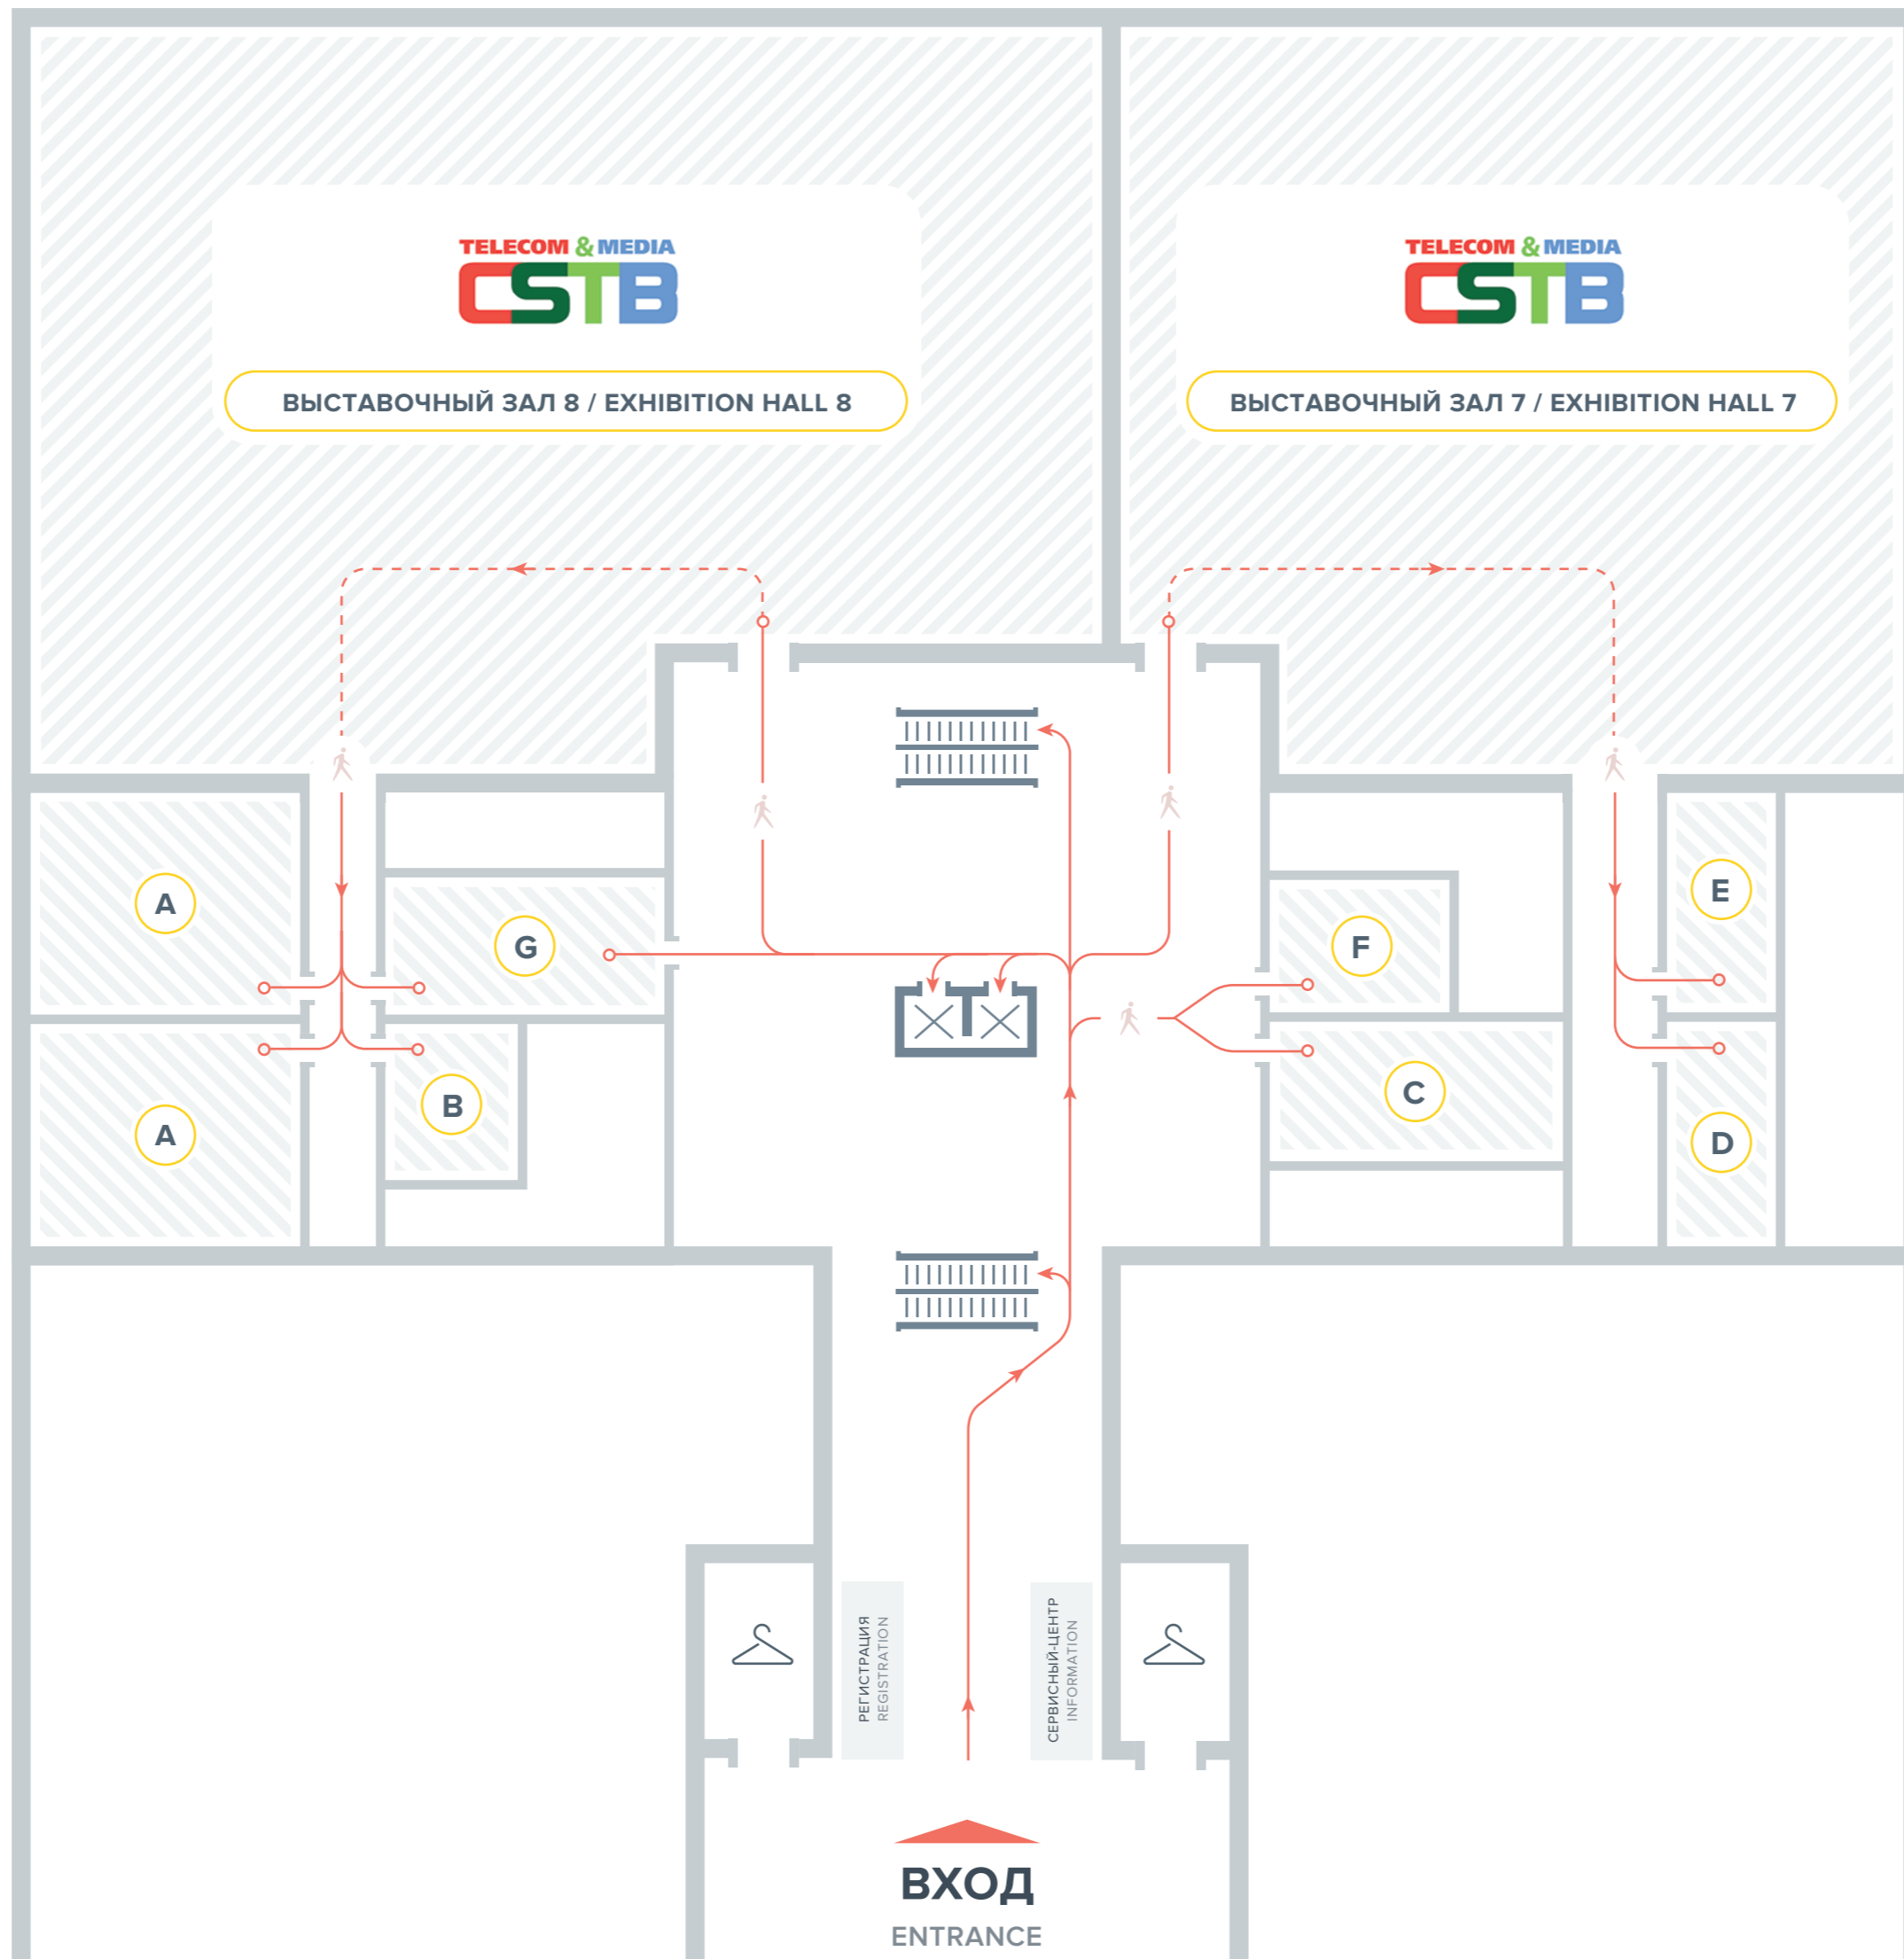 TELECOM & MEDIA
CSTB
ВЫСТАВОЧНЫЙ ЗАЛ 8 / EXHIBITION HALL 8
TELECOM & MEDIA
CSTB
ВЫСТАВОЧНЫЙ ЗАЛ 7 / EXHIBITION HALL 7
A
G
F
E
A
B
C
D
РЕГИСТРАЦИЯ
REGISTRATION
СЕРВИСНЫЙ-ЦЕНТР
INFORMATION
ВХОД
ENTRANCE